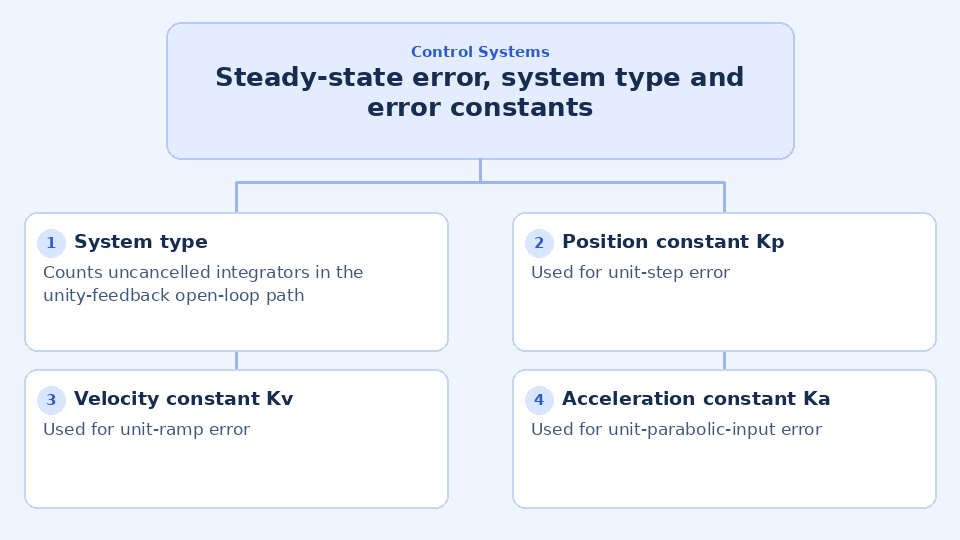 Control Systems
Steady-state error, system type and
error constants
1 System type
Counts uncancelled integrators in the
unity-feedback open-loop path
2 Position constant Kp
Used for unit-step error
3 Velocity constant Kv
Used for unit-ramp error
4 Acceleration constant Ka
Used for unit-parabolic-input error